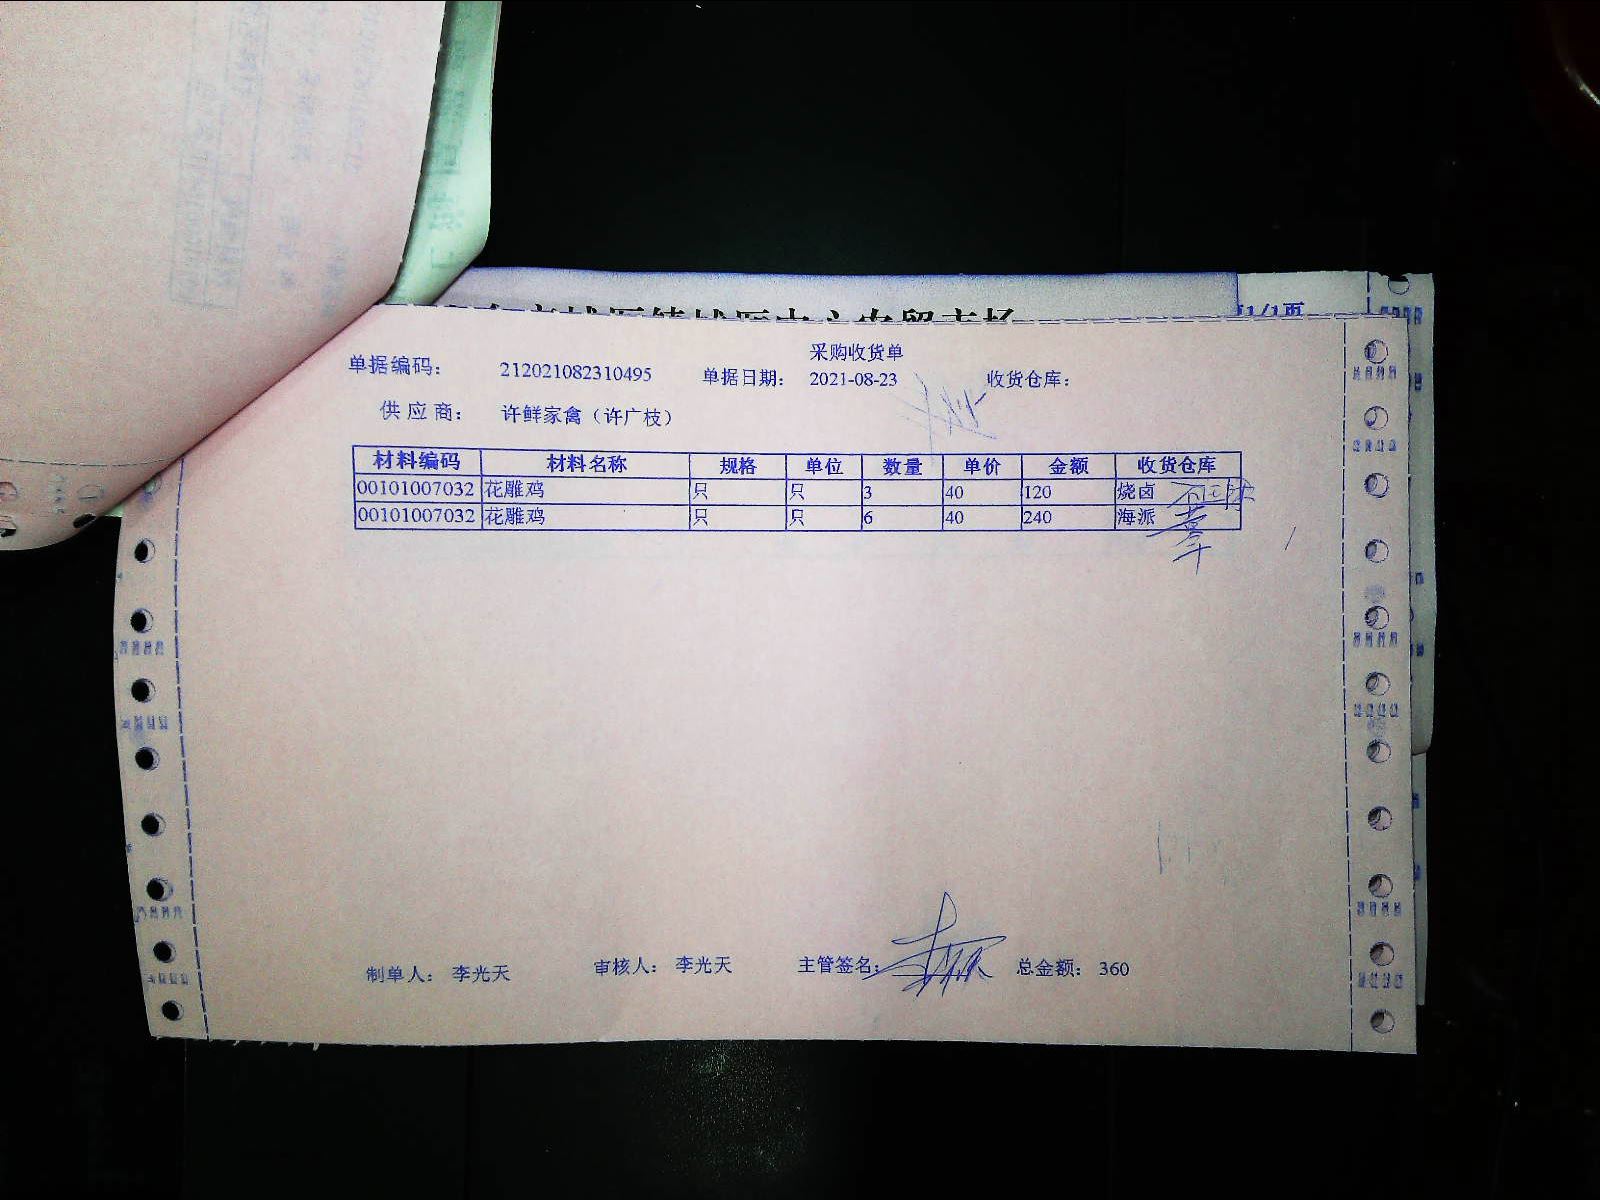 采购收货单
单据编码： 212021082310495 单据日期： 2021-08-23 收货仓库：
供应商： 许鲜家禽（许广枝）
材料编码 材料名称 规格 单位 数量 单价 金额 收货仓库
00101007032 花雕鸡 只 只 3 40 120 烧卤
00101007032 花雕鸡 只 只 6 40 240 海派
制单人： 李光天 审核人： 李光天 主管签名： 总金额： 360